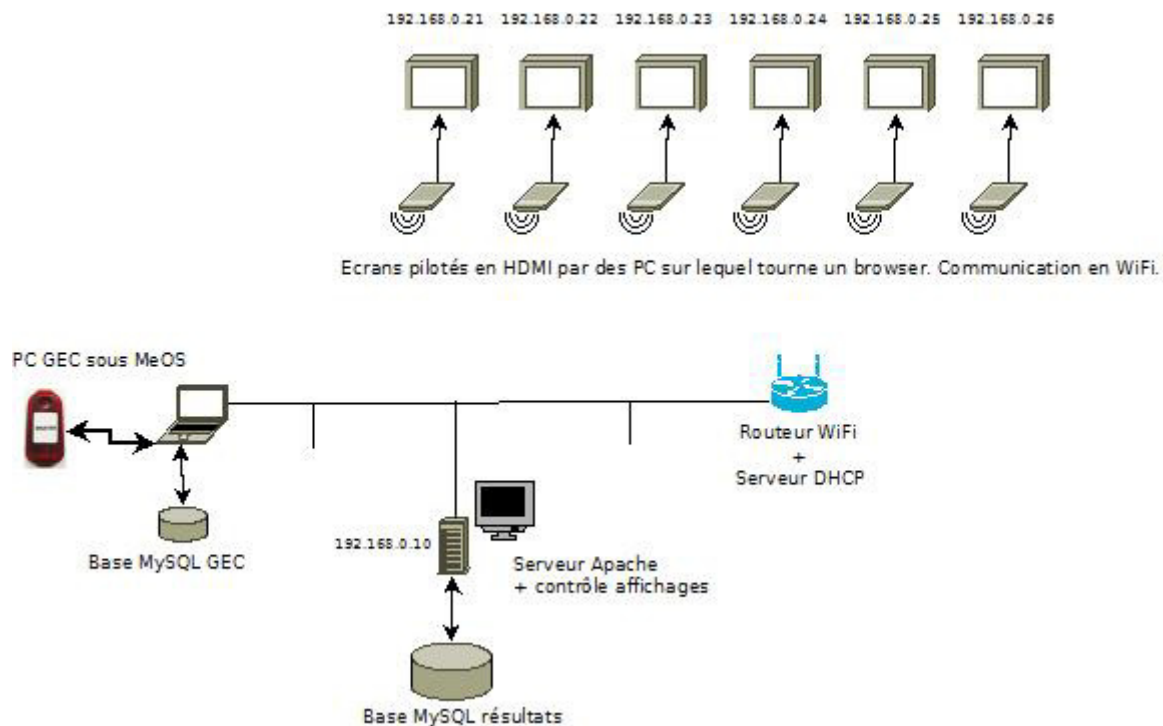 192.168.0.21 192.168.0.22 192.168.0.23 192.168.0.24 192.168.0.25 192.168.0.26
Ecrans pilotés en HDMI par des PC sur lequel tourne un browser. Communication en WiFi.
PC GEC sous MeOS
Routeur WiFi
+
Serveur DHCP
Base MySQL GEC
192.168.0.10
Serveur Apache
+ contrôle affichages
Base MySQL résultats